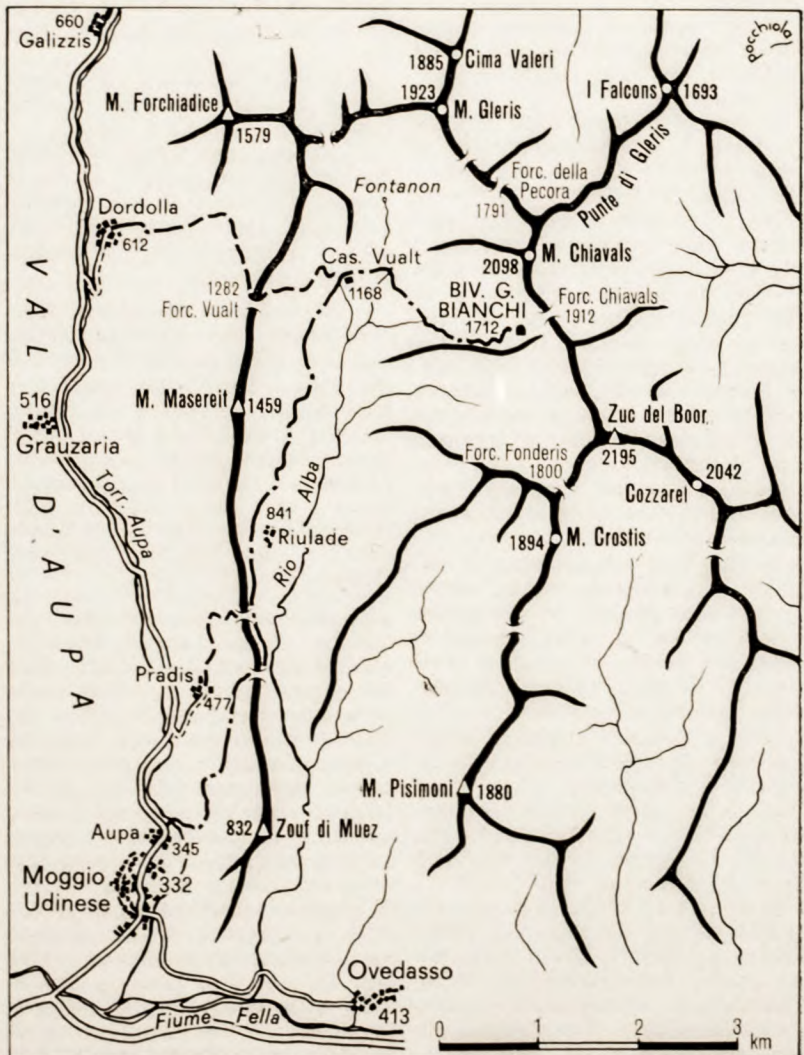 660
Galizzis
Pocchiola
1885 Cima Valeri
1923 M. Gleris
I Falcons 1693
M. Forchiadice
1579
Punte di Gleris
Forc. della
Pecora
1791
Fontanon
Dordolla
612
Cas. Vualt
1168
M. Chiavals
2098
1282
Forc. Vualt
BIV. G.
BIANCHI
1712
Forc. Chiavals
1912
VAL D'AUPA
M. Masereit 1459
516
Grauzaria
Torr. Aupa
Zuc del Boor.
2195
Forc. Fonderis
1800
2042
Cozzarel
841
Riulade
Rio Alba
1894 M. Crostis
Pradis
477
M. Pisimoni 1880
Aupa
345
832 Zouf di Muez
Moggio
Udinese
332
Ovedasso
413
Fiume Fella
0 1 2 3
km